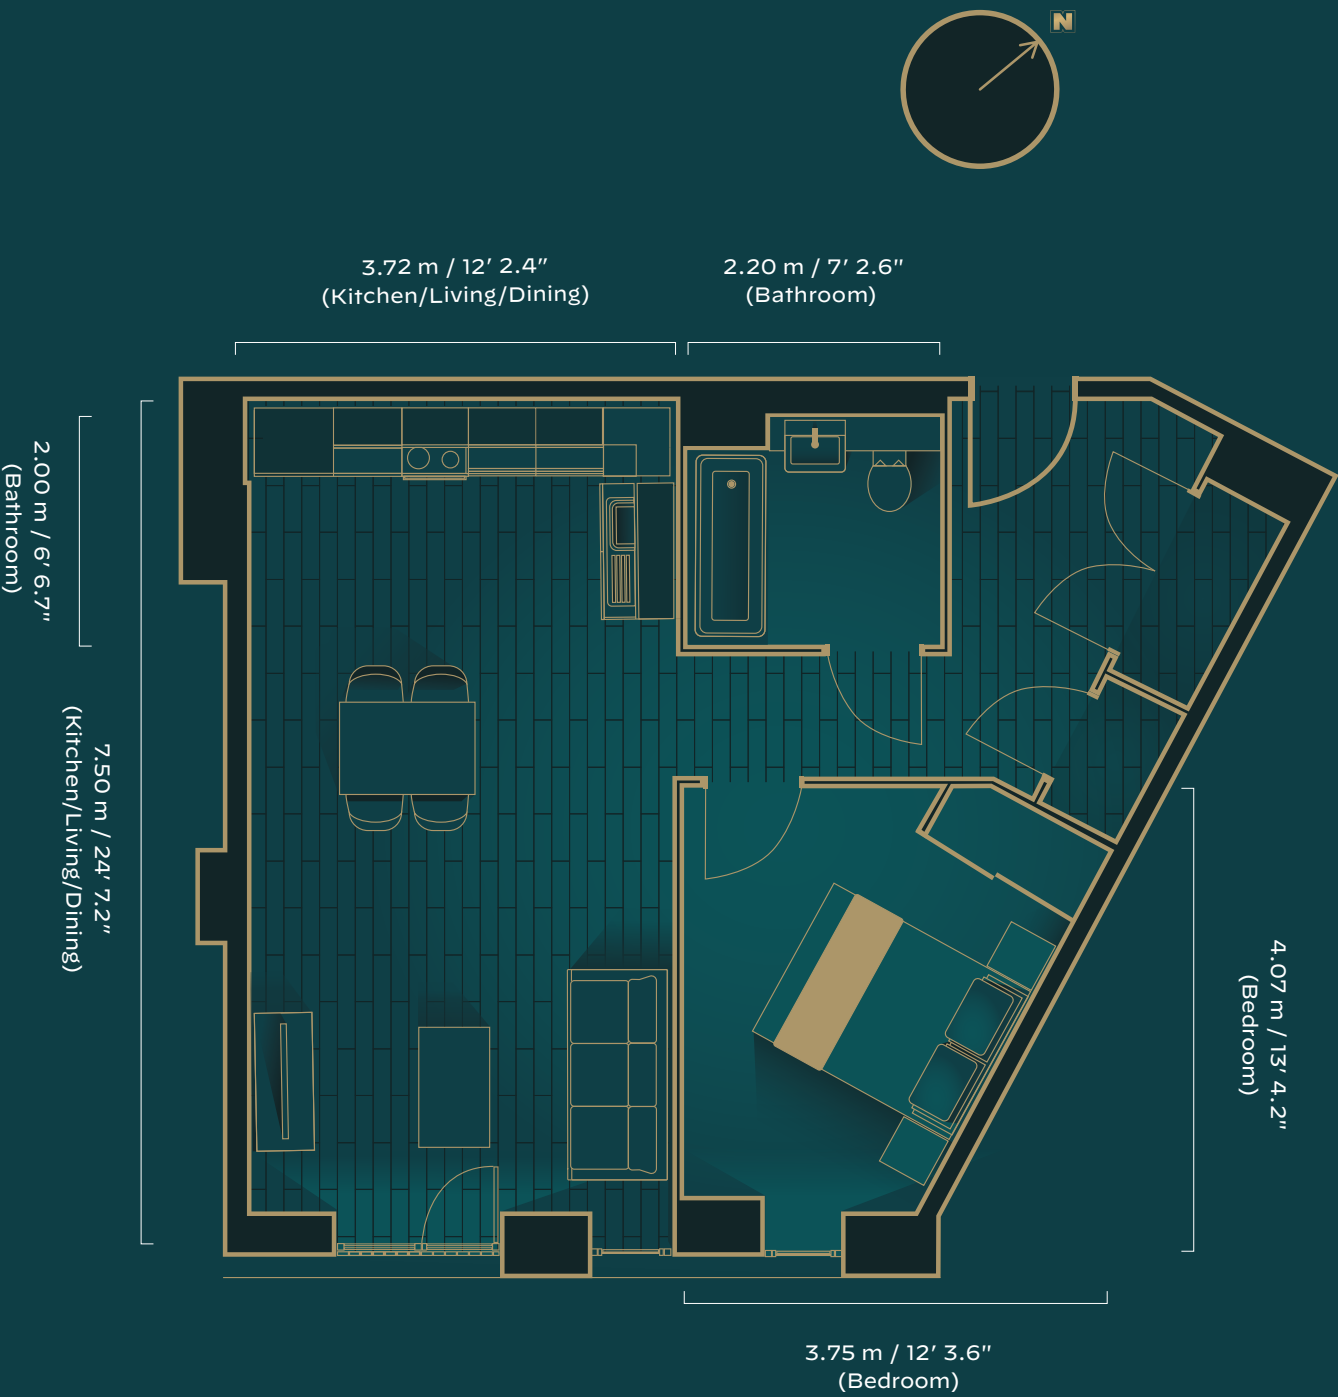 N
3.72 m / 12′ 2.4″
(Kitchen/Living/Dining)
2.20 m / 7′ 2.6″
(Bathroom)
2.00 m / 6′ 6.7″
(Bathroom)
7.50 m / 24′ 7.2″
(Kitchen/Living/Dining)
4.07 m / 13′ 4.2″
(Bedroom)
3.75 m / 12′ 3.6″
(Bedroom)